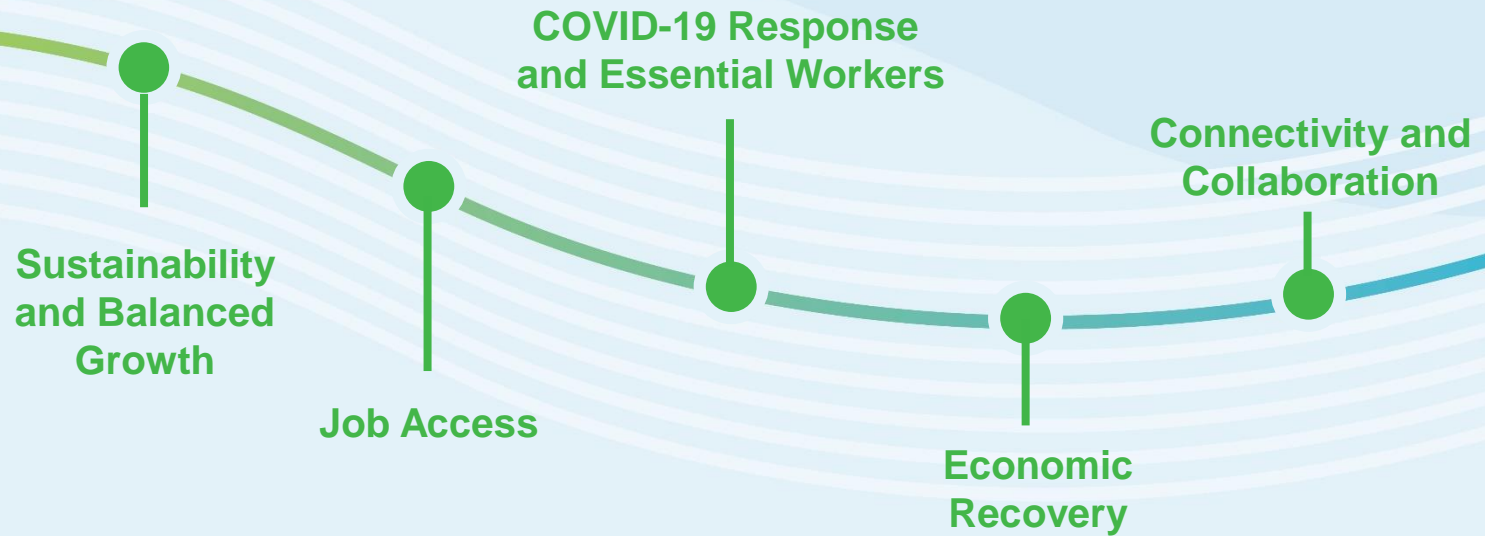 Sustainability
and Balanced
Growth
Job Access
COVID-19 Response
and Essential Workers
Economic
Recovery
Connectivity and
Collaboration